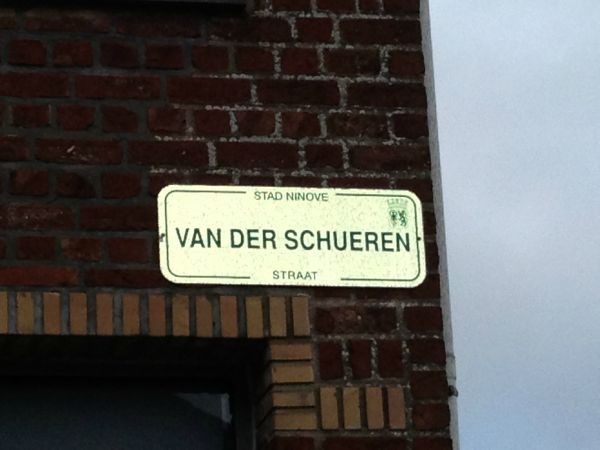 STAD NINOVE
VAN DER SCHUEREN
STRAAT